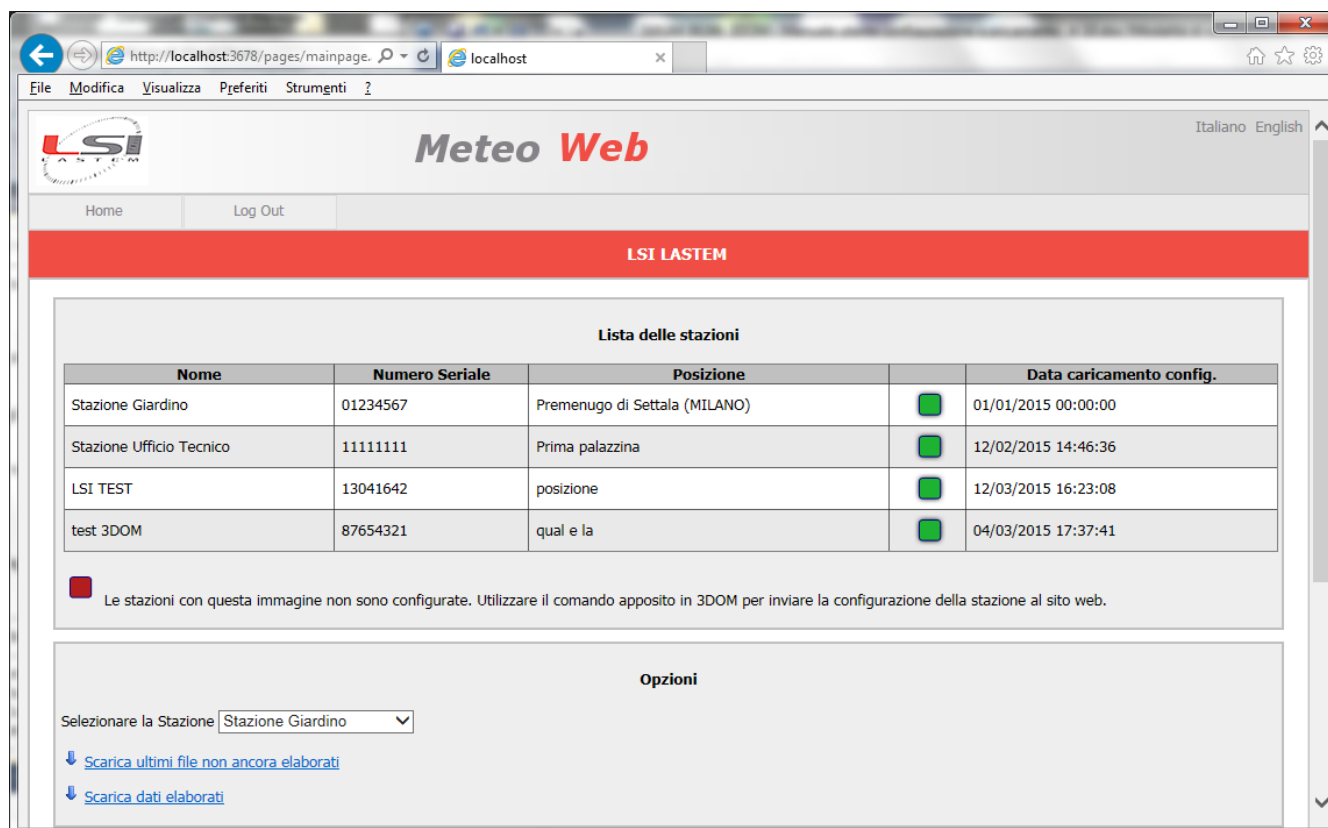 http://localhost:3678/pages/mainpage.
localhost
File Modifica Visualizza Preferiti Strumenti ?
LSI
LASTEM
Meteo Web
Italiano English
Home Log Out
LSI LASTEM
Lista delle stazioni
Nome Numero Seriale Posizione Data caricamento config.
Stazione Giardino 01234567 Premenugo di Settala (MILANO) 01/01/2015 00:00:00
Stazione Ufficio Tecnico 11111111 Prima palazzina 12/02/2015 14:46:36
LSI TEST 13041642 posizione 12/03/2015 16:23:08
test 3DOM 87654321 qual e la 04/03/2015 17:37:41
Le stazioni con questa immagine non sono configurate. Utilizzare il comando apposito in 3DOM per inviare la configurazione della stazione al sito web.
Opzioni
Selezionare la Stazione Stazione Giardino
Scarica ultimi file non ancora elaborati
Scarica dati elaborati